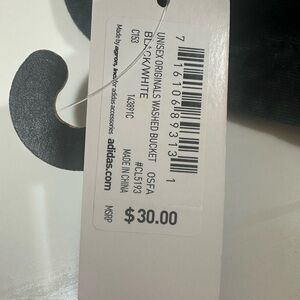 7 16106 89313 1
UNISEX ORIGINALS WASHED BUCKET OSFA
BLACK/WHITE #CL5193
C153 143891C MADE IN CHINA
Made by agron, inc. for adidas accessories adidas.com
MSRP $30.00